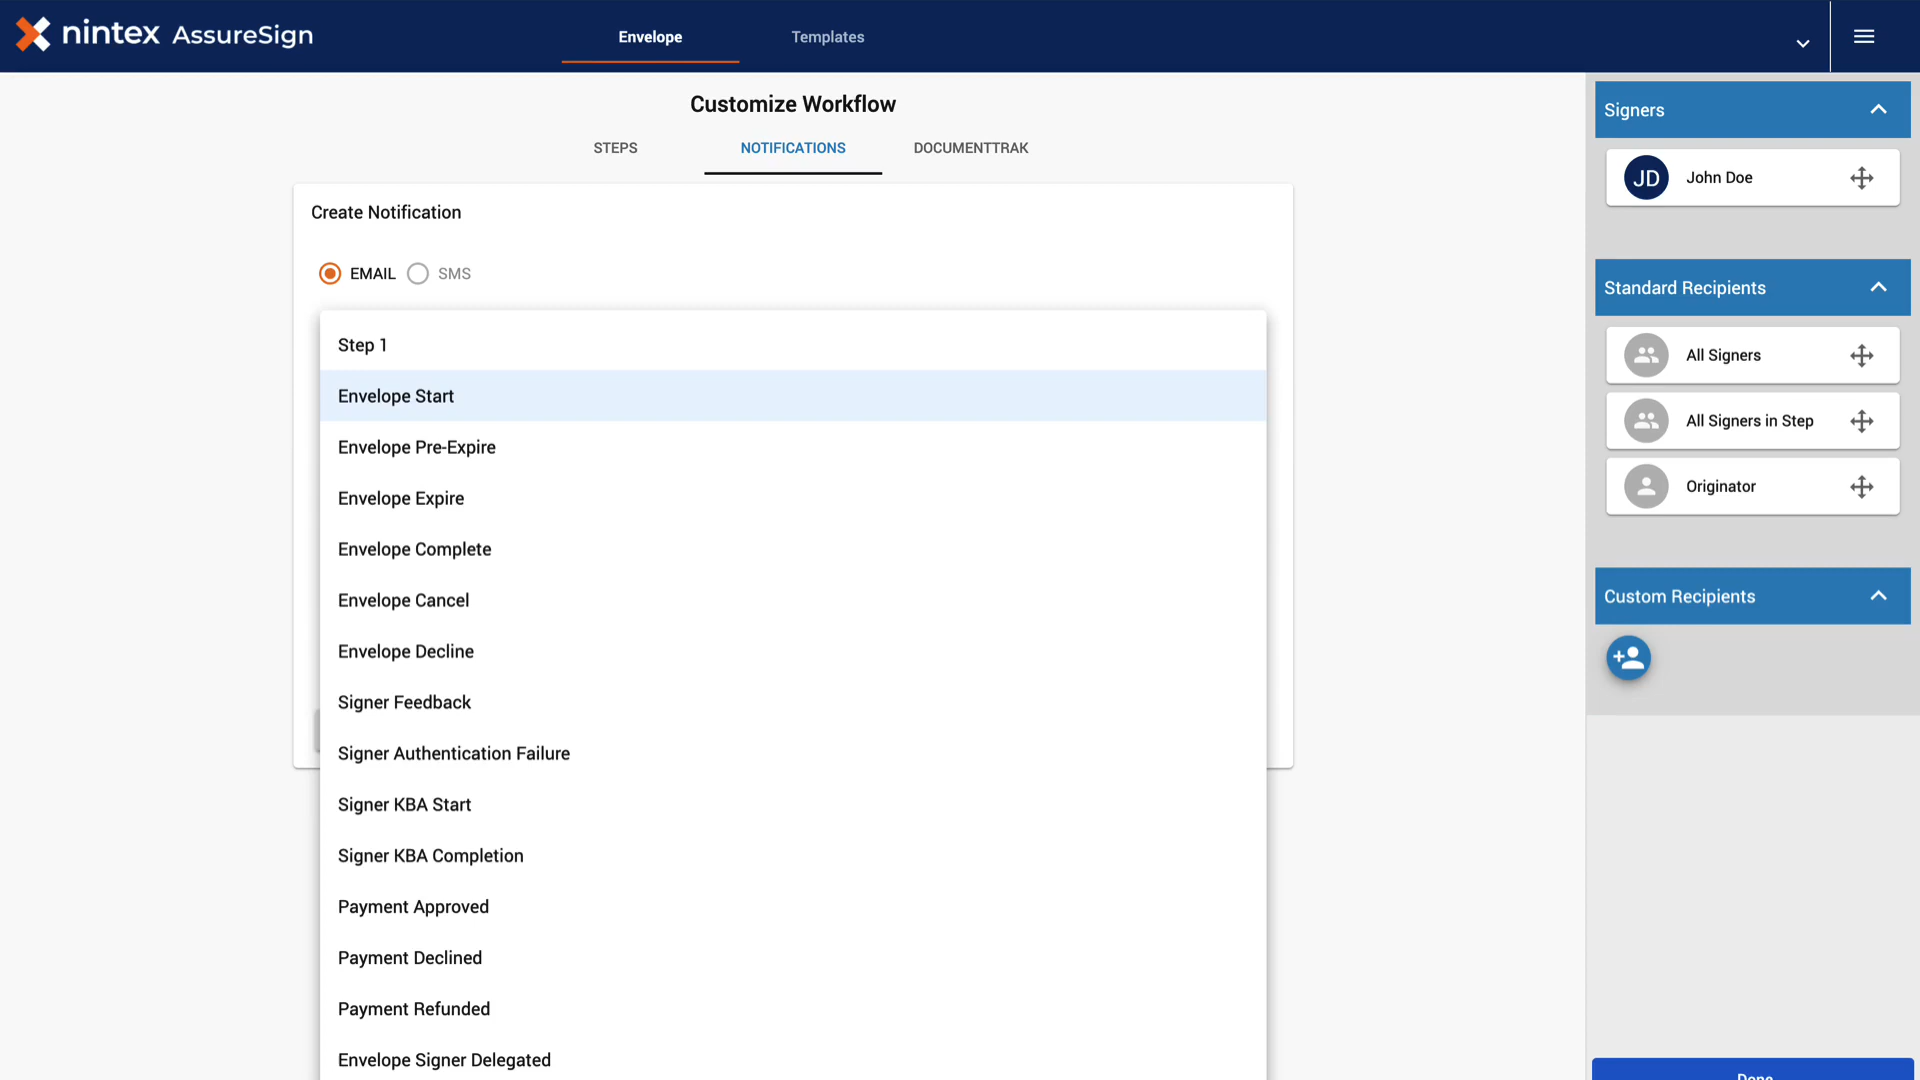 nintex AssureSign
Envelope
Templates
Customize Workflow
STEPS
NOTIFICATIONS
DOCUMENTTRAK
Create Notification
EMAIL
SMS
Step 1
Envelope Start
Envelope Pre-Expire
Envelope Expire
Envelope Complete
Envelope Cancel
Envelope Decline
Signer Feedback
Signer Authentication Failure
Signer KBA Start
Signer KBA Completion
Payment Approved
Payment Declined
Payment Refunded
Envelope Signer Delegated
Signers
JD
John Doe
Standard Recipients
All Signers
All Signers in Step
Originator
Custom Recipients
Done